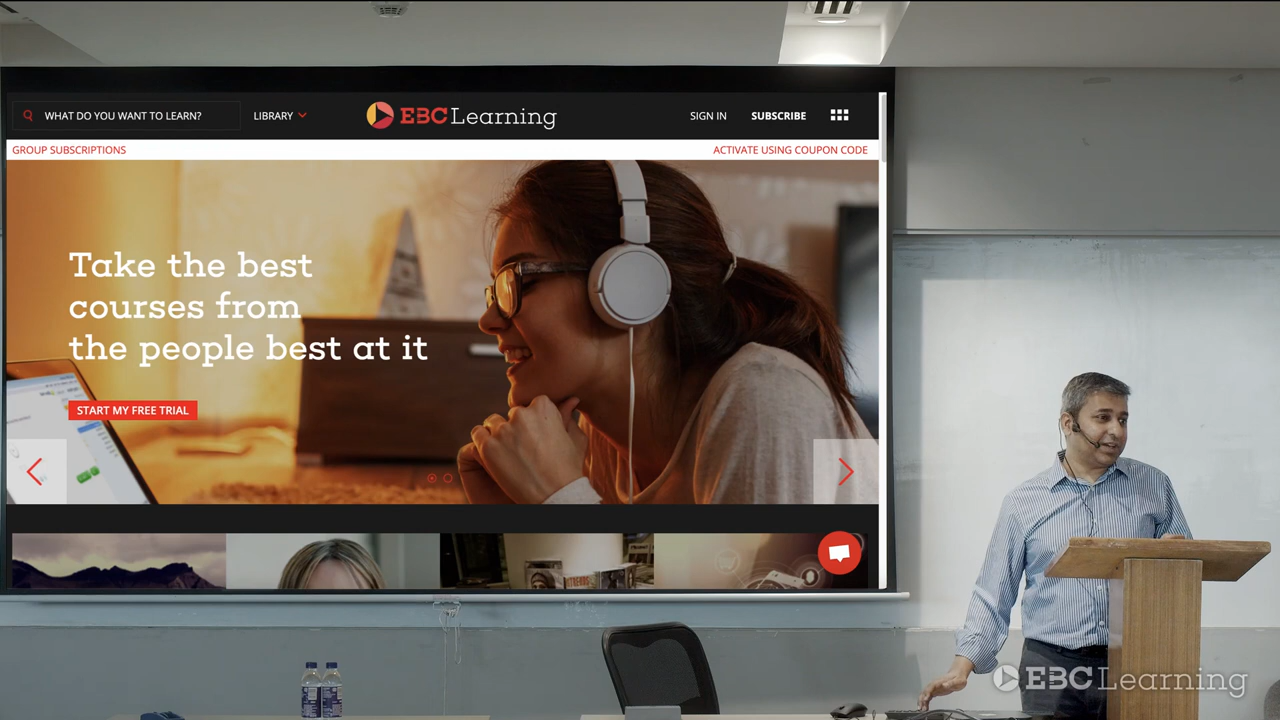 WHAT DO YOU WANT TO LEARN?
LIBRARY
EBC Learning
SIGN IN
SUBSCRIBE
GROUP SUBSCRIPTIONS
ACTIVATE USING COUPON CODE
Take the best
courses from
the people best at it
START MY FREE TRIAL
EBC Learning